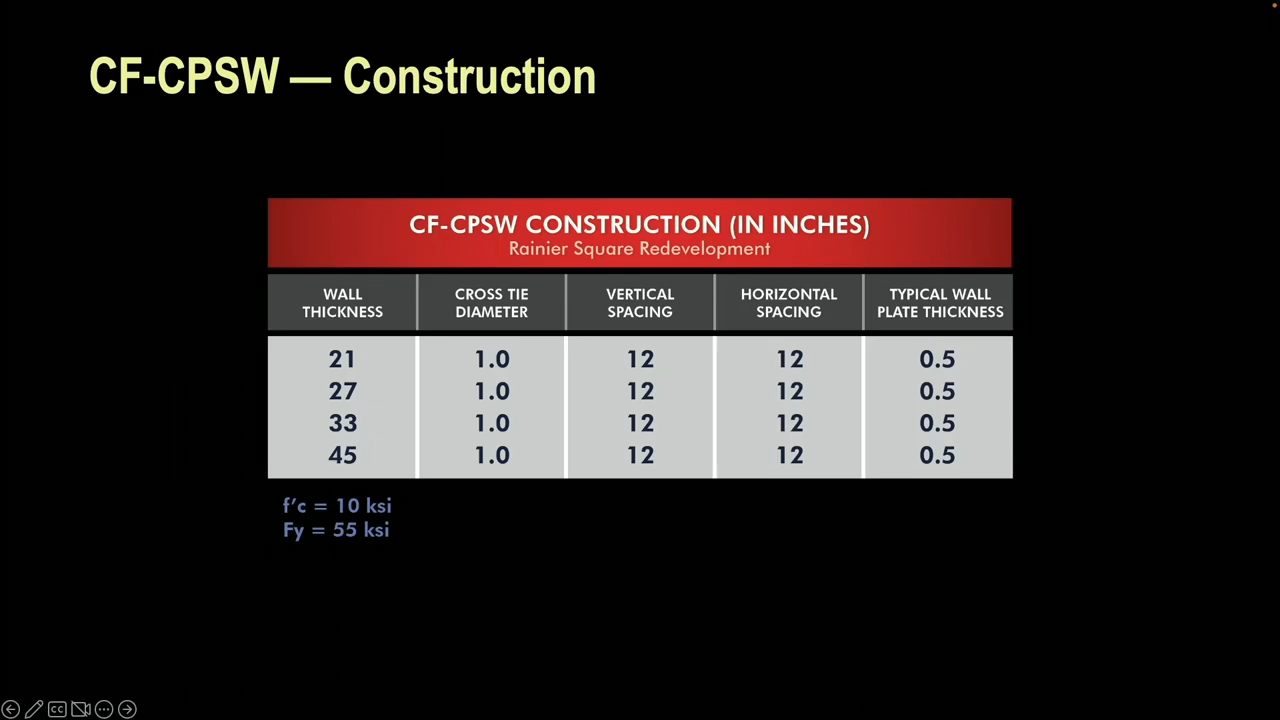 CF-CPSW — Construction
CF-CPSW CONSTRUCTION (IN INCHES)
Rainier Square Redevelopment
WALL THICKNESS CROSS TIE DIAMETER VERTICAL SPACING HORIZONTAL SPACING TYPICAL WALL PLATE THICKNESS
21 1.0 12 12 0.5
27 1.0 12 12 0.5
33 1.0 12 12 0.5
45 1.0 12 12 0.5
f’c = 10 ksi
Fy = 55 ksi
CC